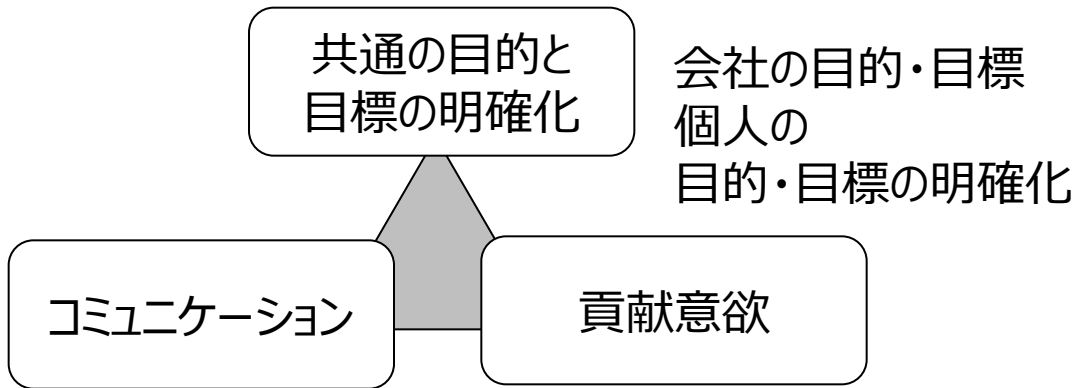 共通の目的と
目標の明確化
会社の目的・目標
個人の
目的・目標の明確化
コミュニケーション
貢献意欲